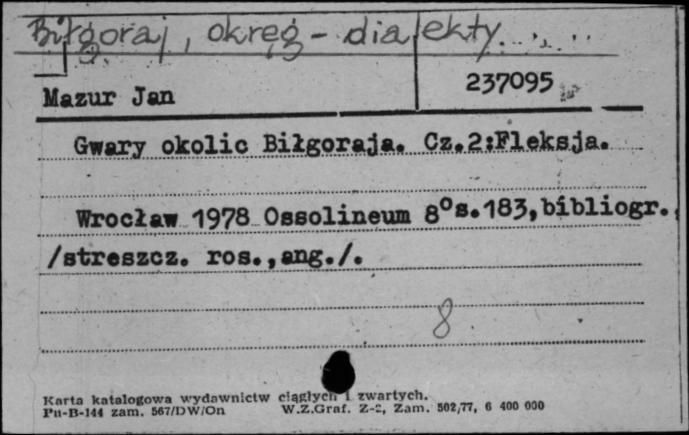 Biłgoraj, okręg - dialekty
237095
Mazur Jan
Gwary okolic Biłgoraja. Cz.2:Fleksja.
Wrocław 1978 Ossolineum 8°s.183,bibliogr.,
/streszcz. ros.,ang./.
8
Karta katalogowa wydawnictw ciągłych i zwartych.
Pu-B-144 zam. 567/DW/On W.Z.Graf. Z-2, Zam. 502/77, 6 400 000